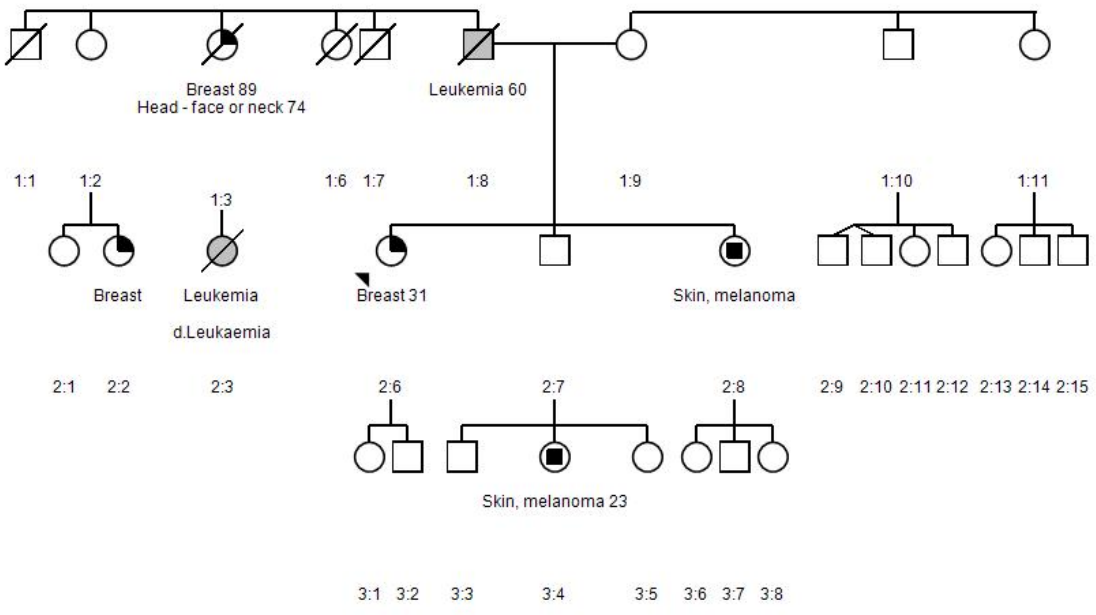 Breast 89
Head - face or neck 74
Leukemia 60
1:1 1:2 1:3 1:6 1:7 1:8 1:9 1:10 1:11
Breast
Leukemia
d.Leukaemia
Breast 31
Skin, melanoma
2:1 2:2 2:3 2:6 2:7 2:8 2:9 2:10 2:11 2:12 2:13 2:14 2:15
Skin, melanoma 23
3:1 3:2 3:3 3:4 3:5 3:6 3:7 3:8